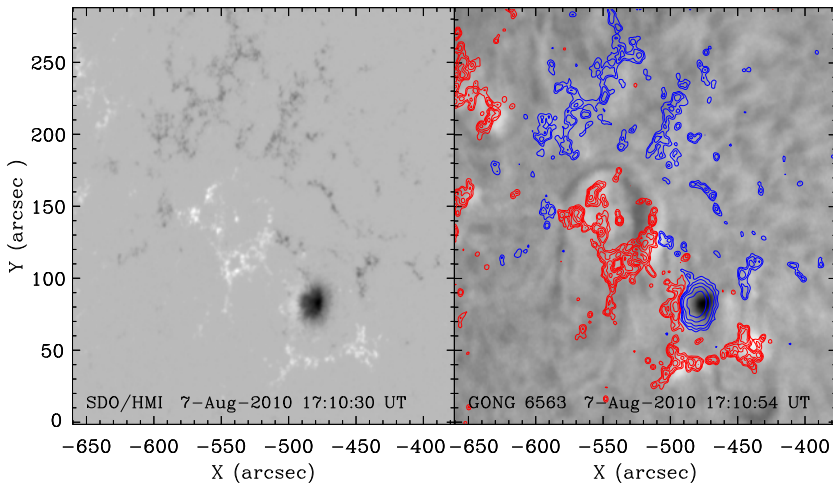 250
200
150
100
50
0
Y (arcsec)
SDO/HMI 7-Aug-2010 17:10:30 UT
GONG 6563 7-Aug-2010 17:10:54 UT
-650 -600 -550 -500 -450 -400
-650 -600 -550 -500 -450 -400
X (arcsec)
X (arcsec)